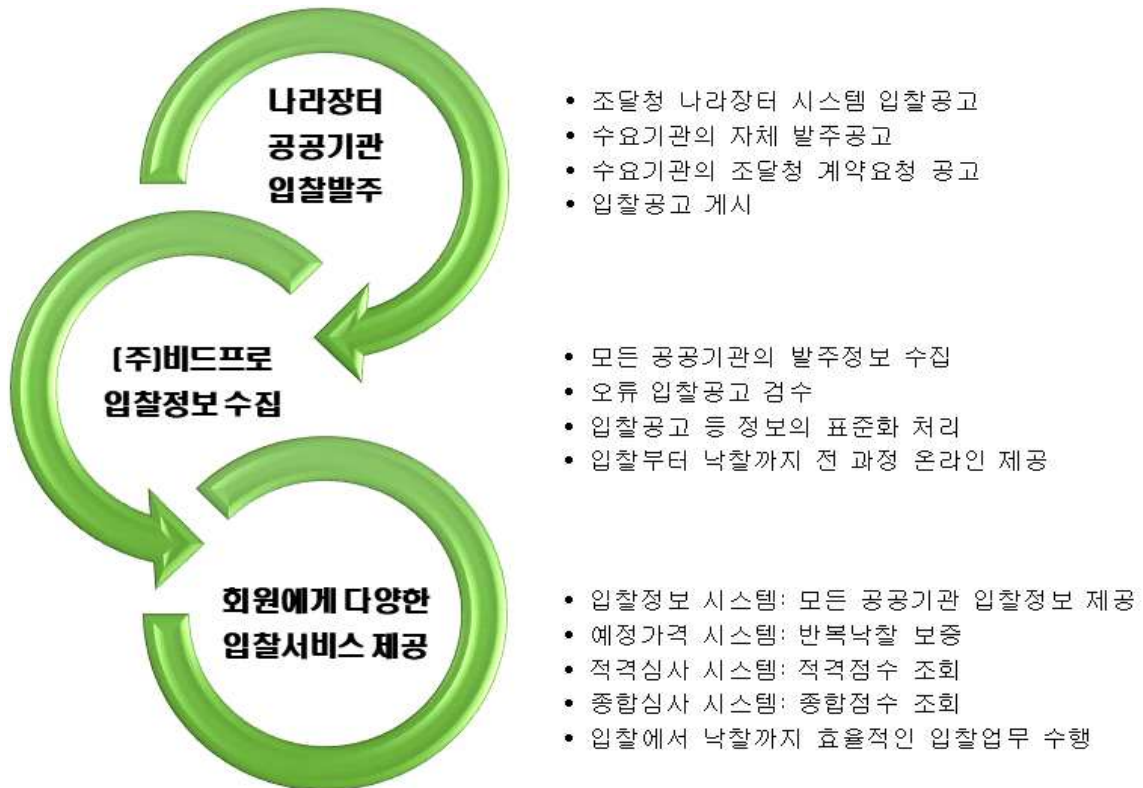 나라장터
공공기관
입찰발주
• 조달청 나라장터 시스템 입찰공고
• 수요기관의 자체 발주공고
• 수요기관의 조달청 계약요청 공고
• 입찰공고 게시
(주)비드프로
입찰정보 수집
• 모든 공공기관의 발주정보 수집
• 오류 입찰공고 검수
• 입찰공고 등 정보의 표준화 처리
• 입찰부터 낙찰까지 전 과정 온라인 제공
회원에게 다양한
입찰서비스 제공
• 입찰정보 시스템: 모든 공공기관 입찰정보 제공
• 예정가격 시스템: 반복낙찰 보증
• 적격심사 시스템: 적격점수 조회
• 종합심사 시스템: 종합점수 조회
• 입찰에서 낙찰까지 효율적인 입찰업무 수행